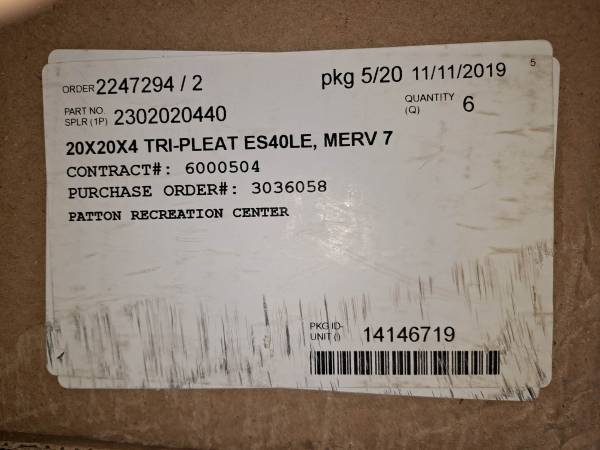 ORDER 2247294 / 2 pkg 5/20 11/11/2019 5
PART NO. SPLR (1P) 2302020440 QUANTITY (Q) 6
20X20X4 TRI-PLEAT ES40LE, MERV 7
CONTRACT#: 6000504
PURCHASE ORDER#: 3036058
PATTON RECREATION CENTER
PKG ID-
UNIT () 14146719